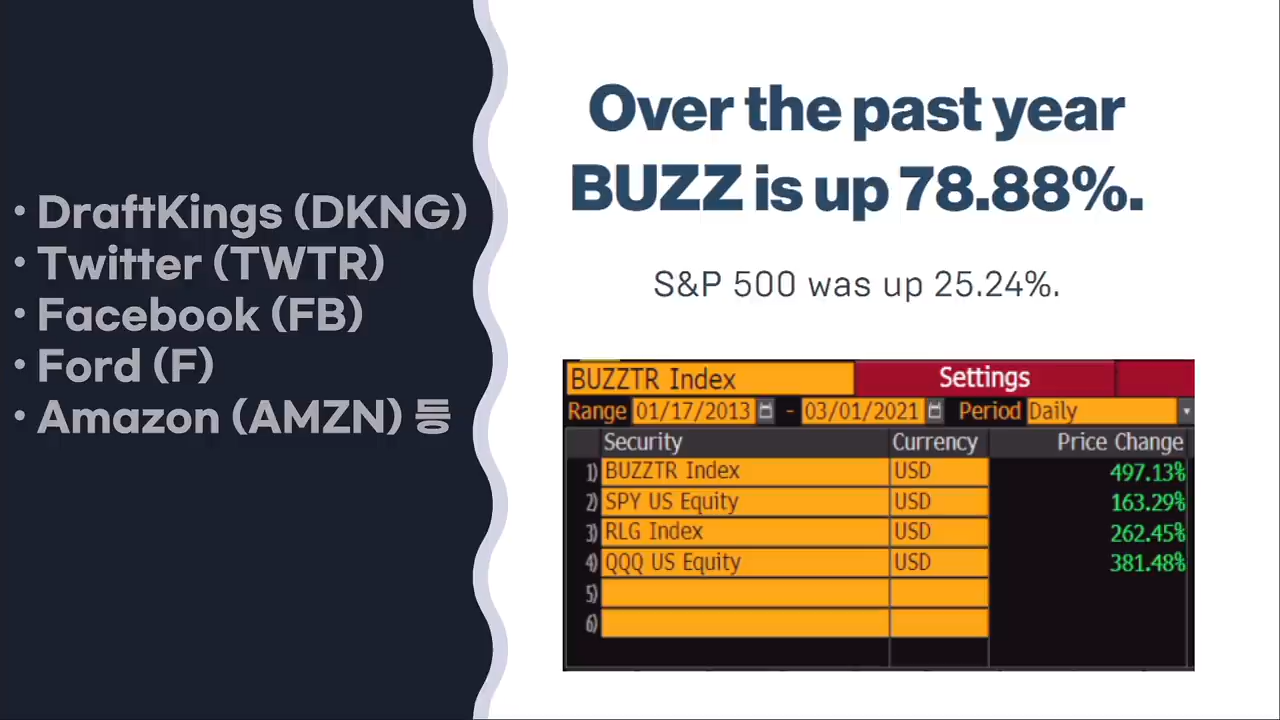 • DraftKings (DKNG)
• Twitter (TWTR)
• Facebook (FB)
• Ford (F)
• Amazon (AMZN) 등
Over the past year
BUZZ is up 78.88%.
S&P 500 was up 25.24%.
BUZZTR Index Settings
Range 01/17/2013 - 03/01/2021 Period Daily
Security Currency Price Change
1) BUZZTR Index USD 497.13%
2) SPY US Equity USD 163.29%
3) RLG Index USD 262.45%
4) QQQ US Equity USD 381.48%
5)
6)